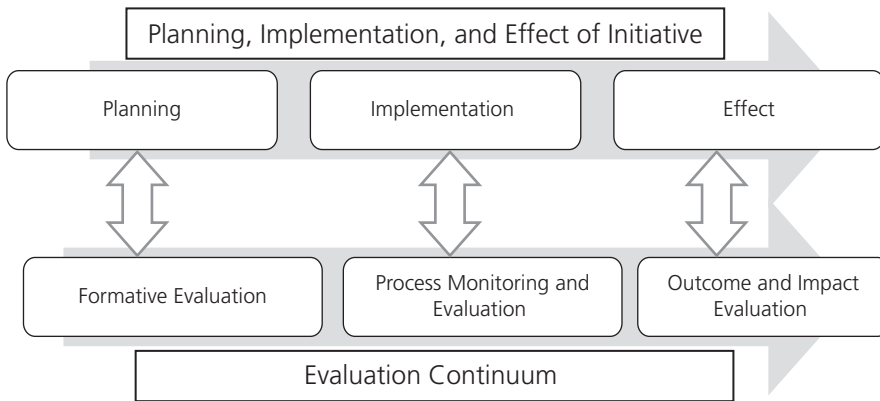 Planning, Implementation, and Effect of Initiative
Planning
Implementation
Effect
Formative Evaluation
Process Monitoring and
Evaluation
Outcome and Impact
Evaluation
Evaluation Continuum